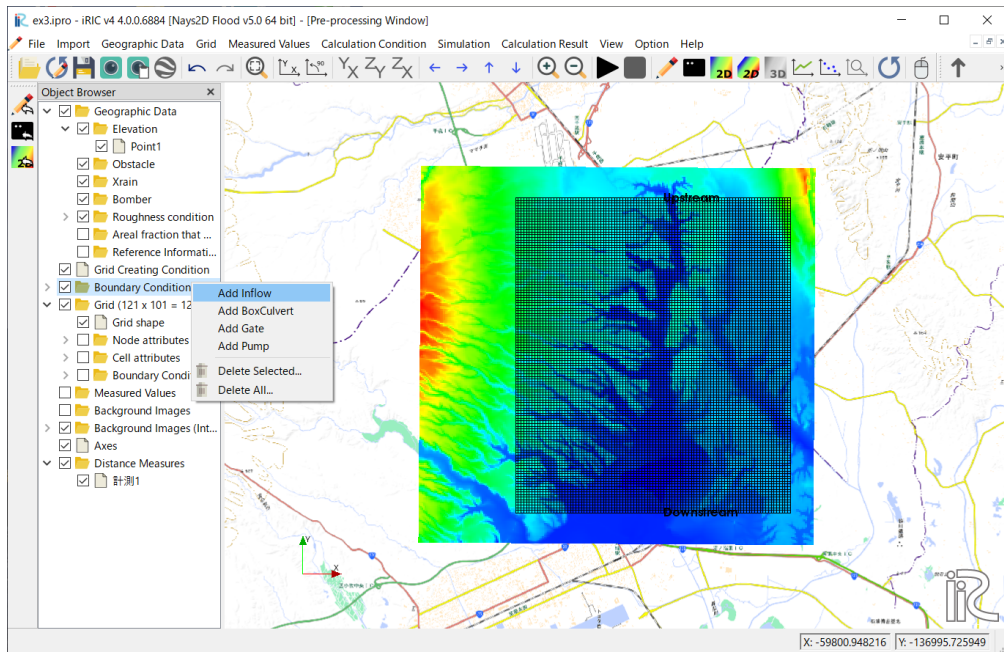 ex3.ipro - iRIC v4 4.0.0.6884 [Nays2D Flood v5.0 64 bit] - [Pre-processing Window]
File Import Geographic Data Grid Measured Values Calculation Condition Simulation Calculation Result View Option Help
Object Browser
Geographic Data
Elevation
Point1
Obstacle
Xrain
Bomber
Roughness condition
Areal fraction that ...
Reference Informati...
Grid Creating Condition
Boundary Condition
Grid (121 x 101 = 12
Grid shape
Node attributes
Cell attributes
Boundary Condi
Measured Values
Background Images
Background Images (Int...
Axes
Distance Measures
計測1
Add Inflow
Add BoxCulvert
Add Gate
Add Pump
Delete Selected...
Delete All...
Upstream
Downstream
安平町
Y
X
iRIC
X: -59800.948216 Y: -136995.725949